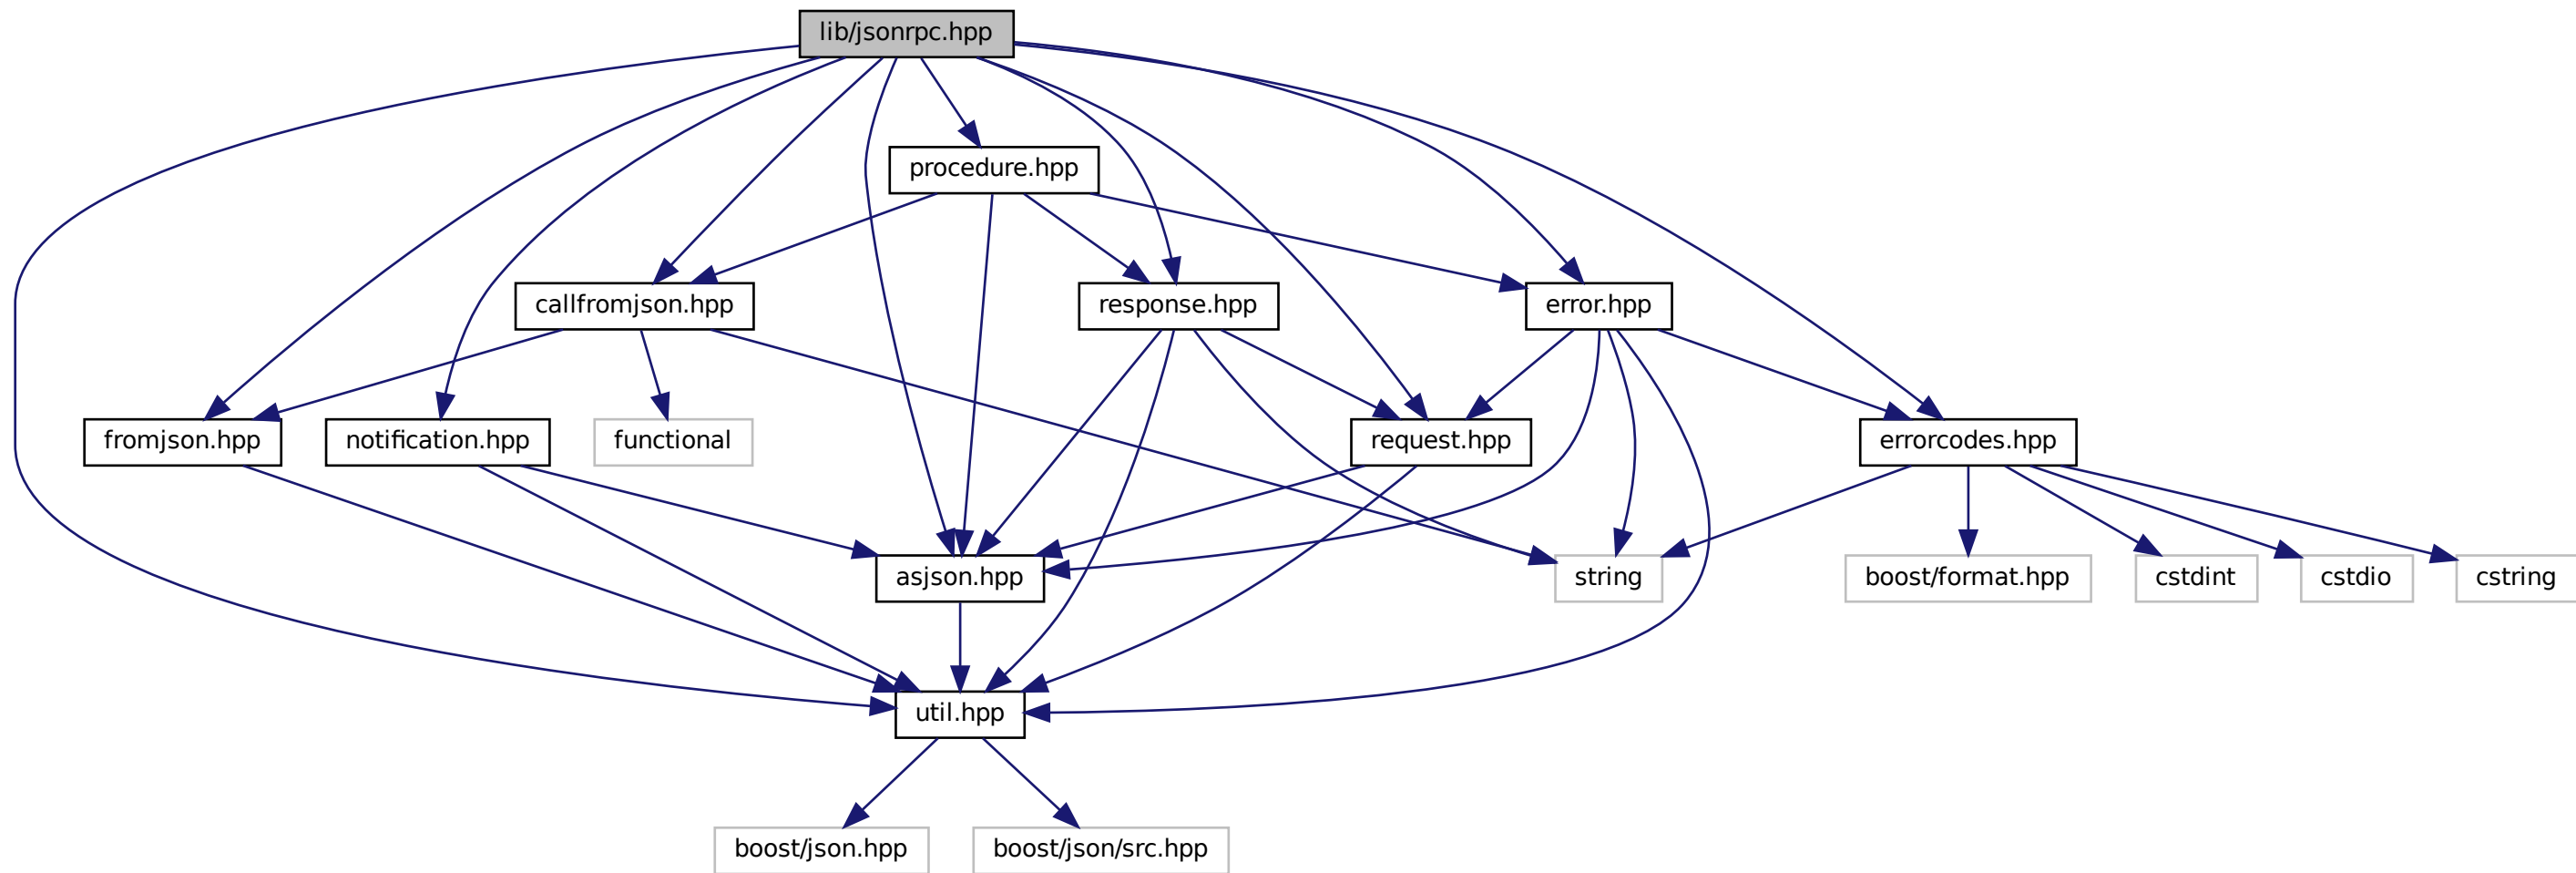 lib/jsonrpc.hpp
procedure.hpp
callfromjson.hpp
response.hpp
error.hpp
fromjson.hpp
notification.hpp
functional
request.hpp
errorcodes.hpp
asjson.hpp
string
boost/format.hpp
cstdint
cstdio
cstring
util.hpp
boost/json.hpp
boost/json/src.hpp